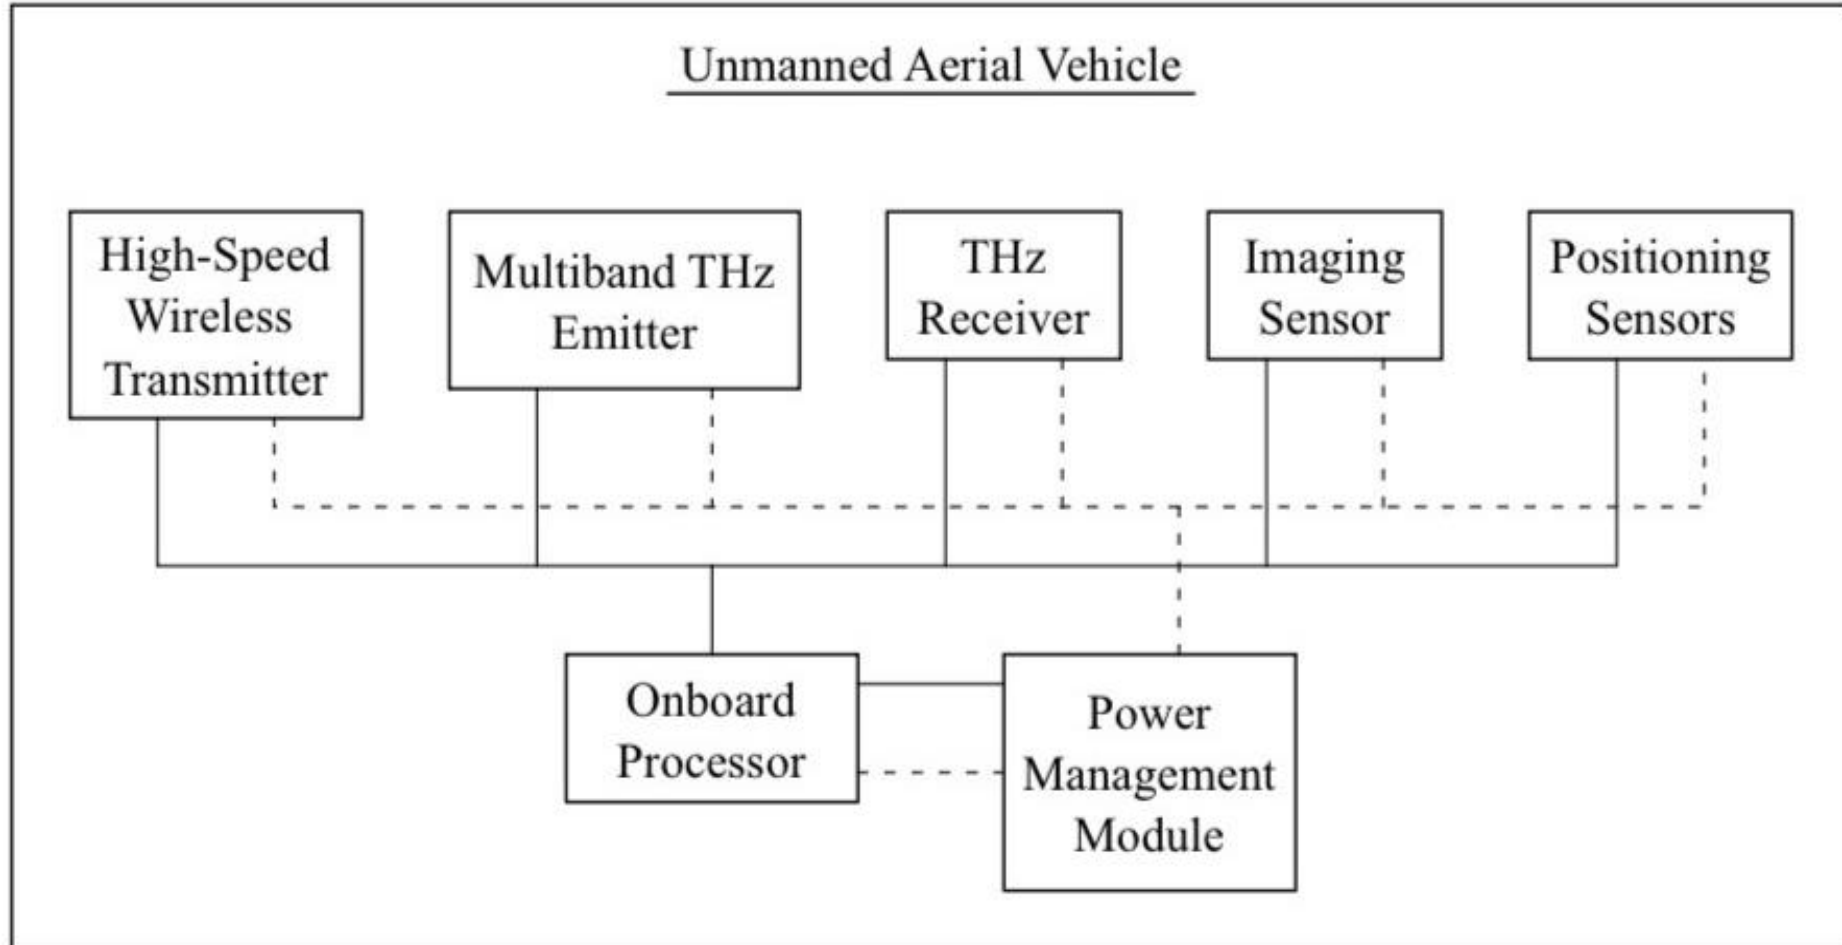 Unmanned Aerial Vehicle
High-Speed
Wireless
Transmitter
Multiband THz
Emitter
THz
Receiver
Imaging
Sensor
Positioning
Sensors
Onboard
Processor
Power
Management
Module